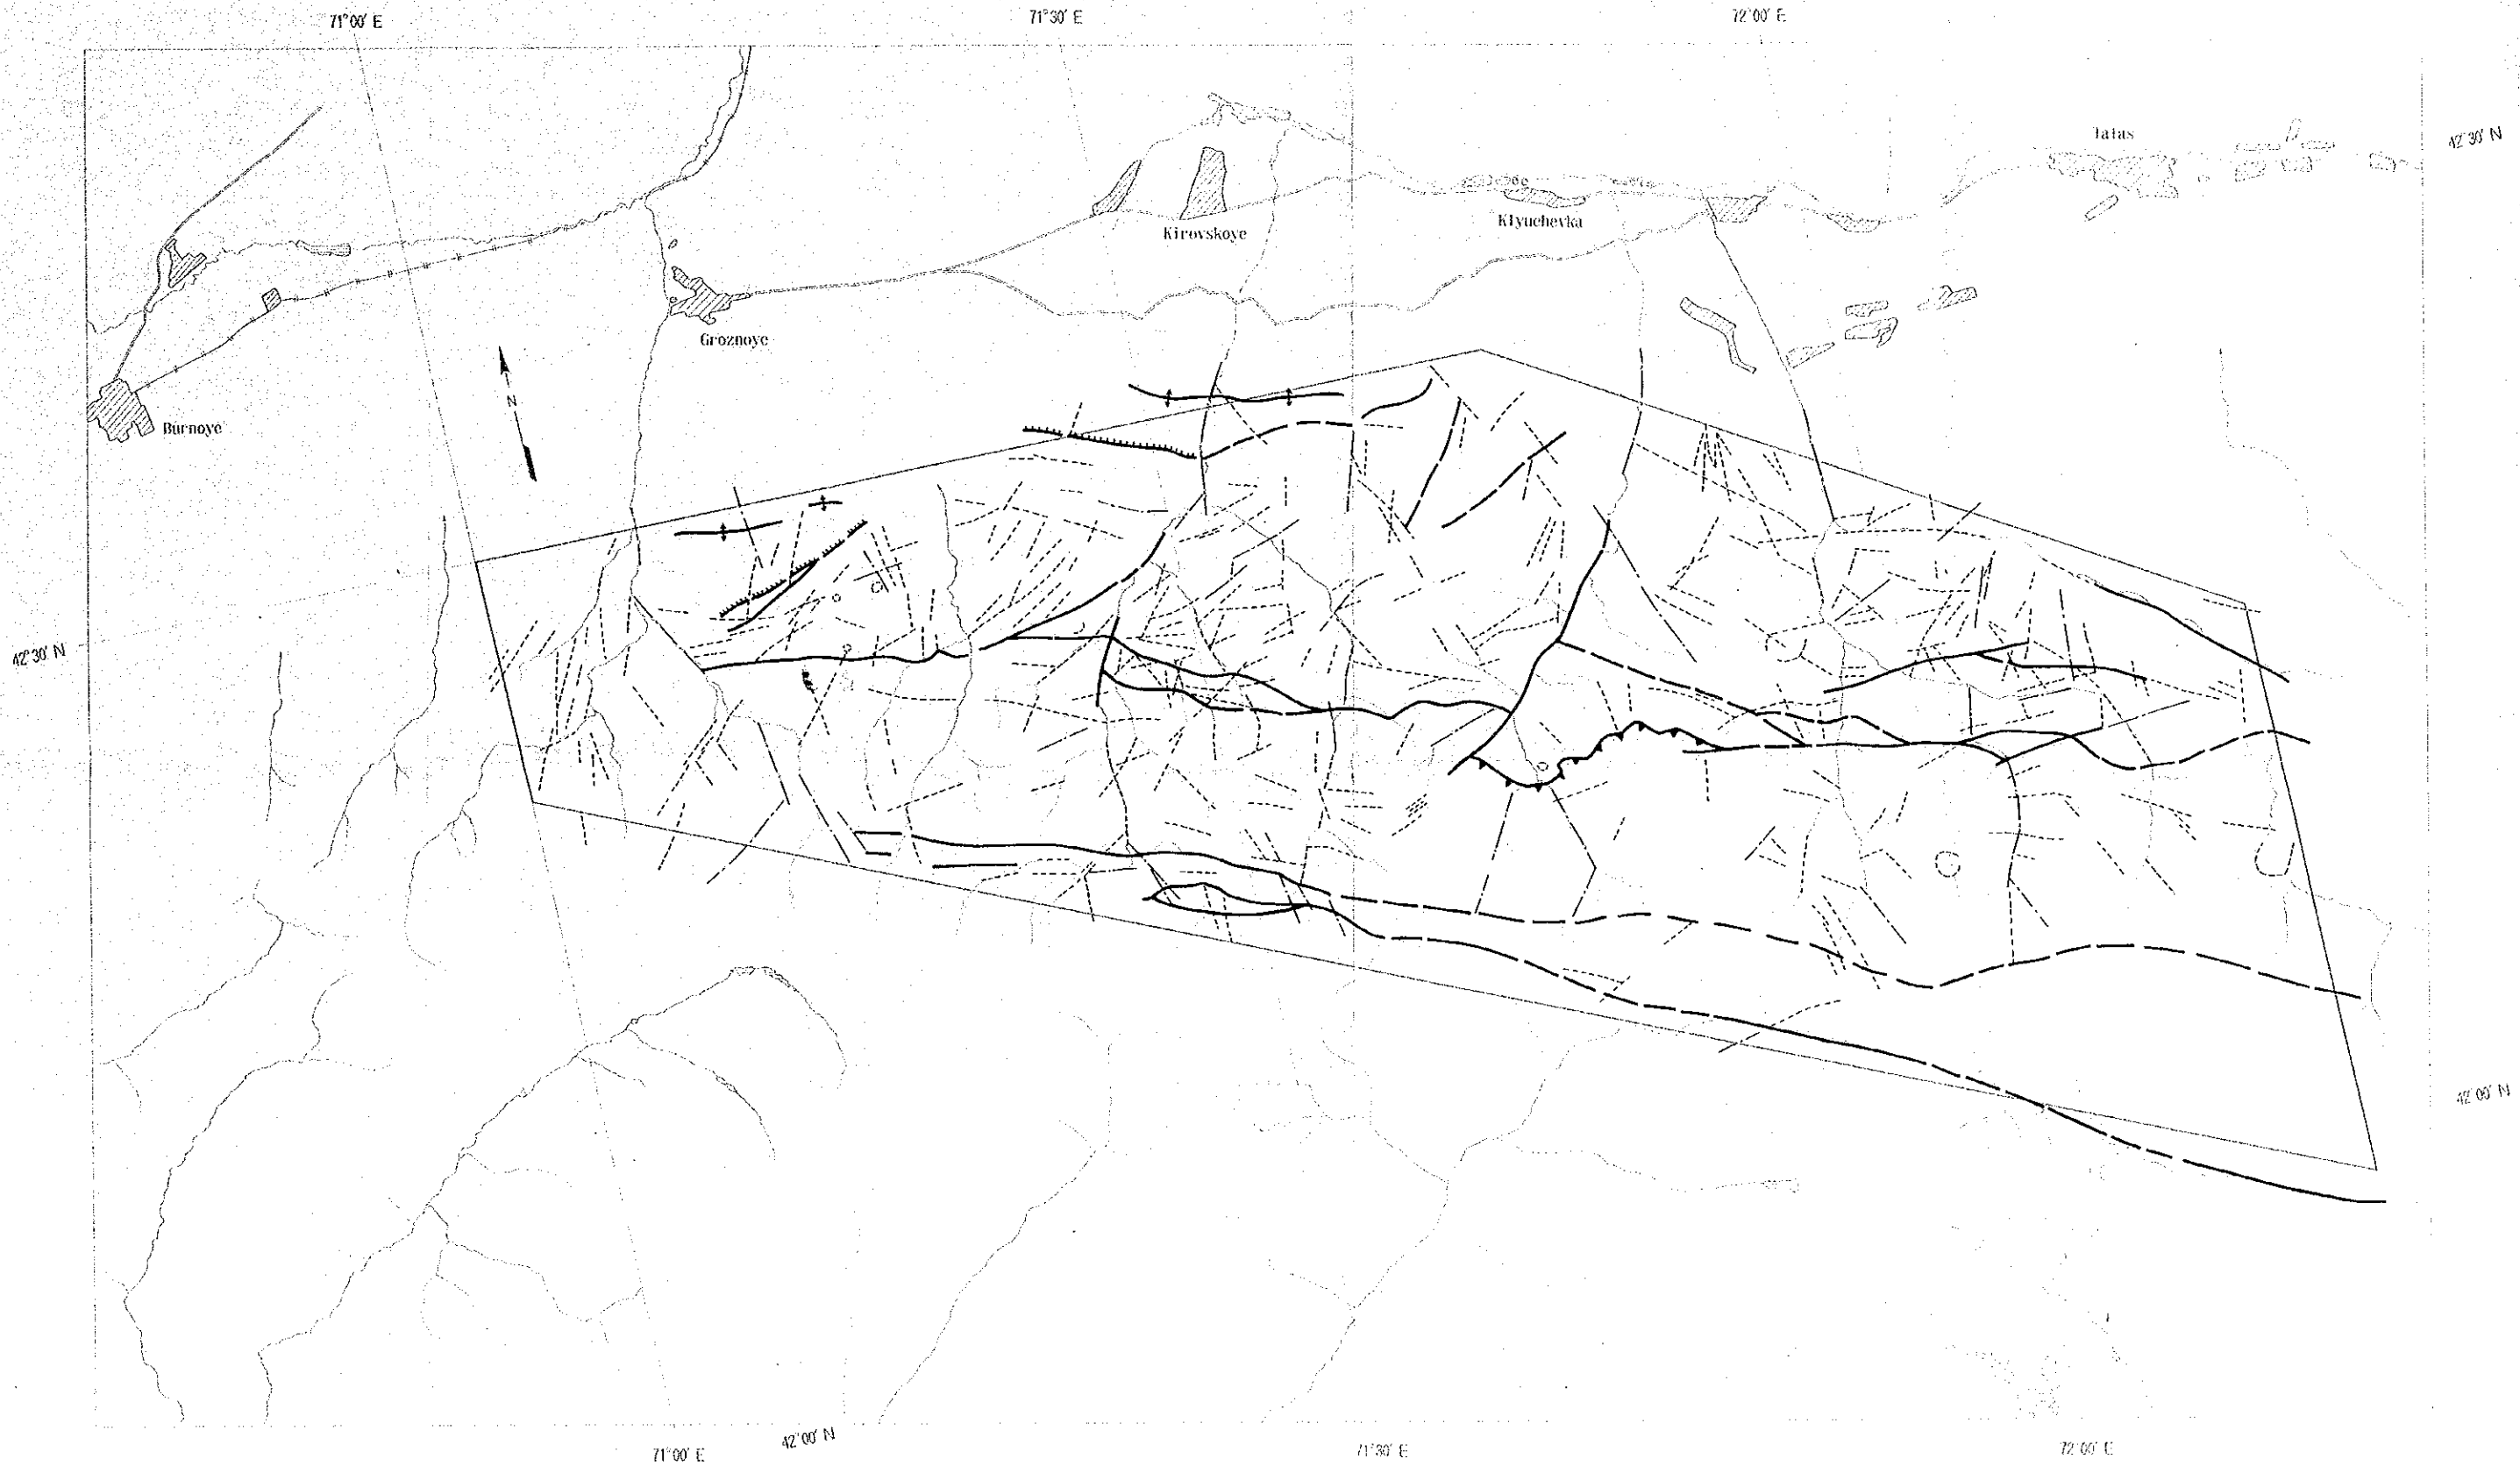 71°00' E
71°30' E
72°00' E
Talas
42°30' N
Klyuchevka
Kirovskoye
Groznoye
N
Burnoye
42°30' N
42°00' N
42°00' N
71°00' E
71°30' E
72°00' E